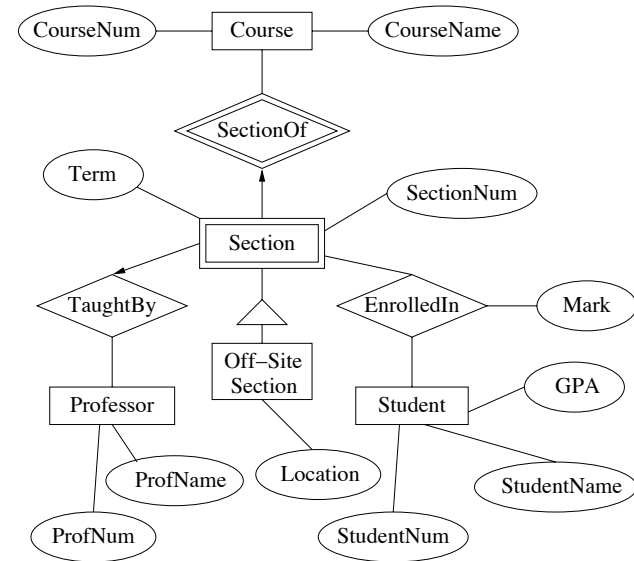 CourseNum
Course
CourseName
SectionOf
Term
SectionNum
Section
TaughtBy
EnrolledIn
Mark
Off-Site
Section
Professor
Student
GPA
ProfName
Location
StudentName
ProfNum
StudentNum